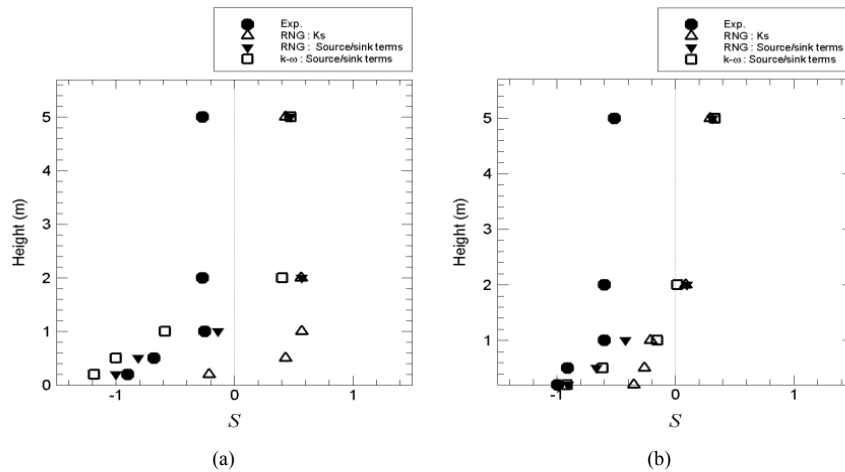 Exp.
RNG : Ks
RNG : Source/sink terms
k-ω : Source/sink terms
Height (m)
5
4
3
2
1
0
-1
0
1
S
(a)
Exp.
RNG : Ks
RNG : Source/sink terms
k-ω : Source/sink terms
Height (m)
5
4
3
2
1
-1
0
1
S
(b)